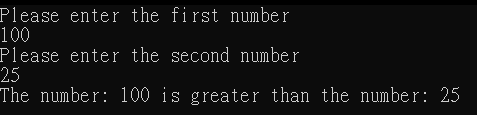 Please enter the first number
100
Please enter the second number
25
The number: 100 is greater than the number: 25